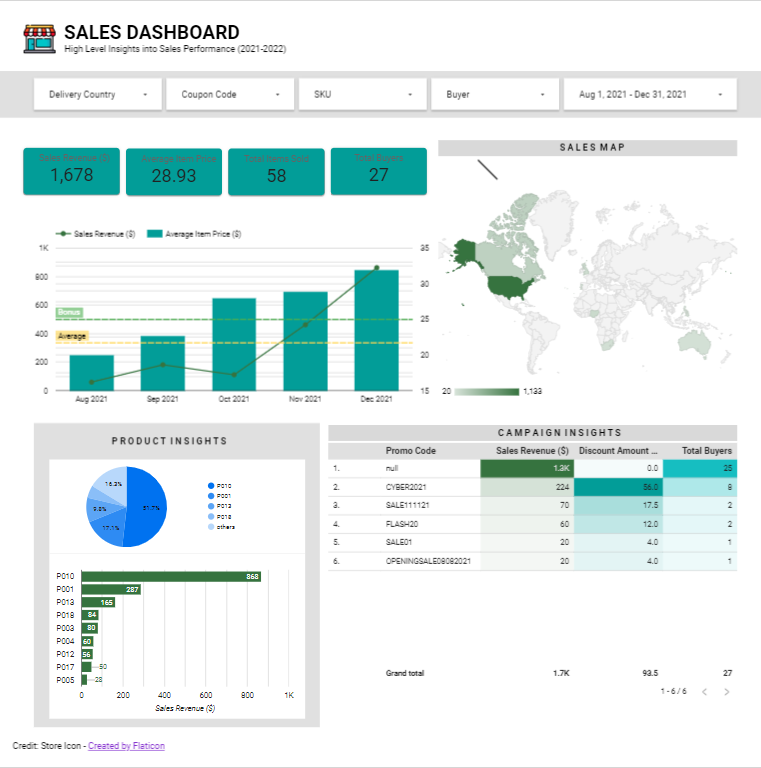 SALES DASHBOARD
High Level Insights into Sales Performance (2021-2022)
Delivery Country
Coupon Code
SKU
Buyer
Aug 1, 2021 - Dec 31, 2021
Sales Revenue ($)
1,678
Average Item Price
28.93
Total Items Sold
58
Total Buyers
27
SALES MAP
Sales Revenue ($)
Average Item Price ($)
1K
800
600
400
200
0
35
30
25
20
15
Bonus
Average
Aug 2021
Sep 2021
Oct 2021
Nov 2021
Dec 2021
20
1,133
PRODUCT INSIGHTS
16.3%
9.8%
17.1%
51.7%
P010
P001
P013
P018
others
P010 868
P001 287
P013 165
P018 84
P003 80
P004 60
P012 56
P017 50
P005 28
0 200 400 600 800 1K
Sales Revenue ($)
CAMPAIGN INSIGHTS
Promo Code Sales Revenue ($) Discount Amount ... Total Buyers
1. null 1.3K 0.0 25
2. CYBER2021 224 56.0 8
3. SALE111121 70 17.5 2
4. FLASH20 60 12.0 2
5. SALE01 20 4.0 1
6. OPENINGSALE08082021 20 4.0 1
Grand total 1.7K 93.5 27
1 - 6 / 6
Credit: Store Icon - Created by Flaticon